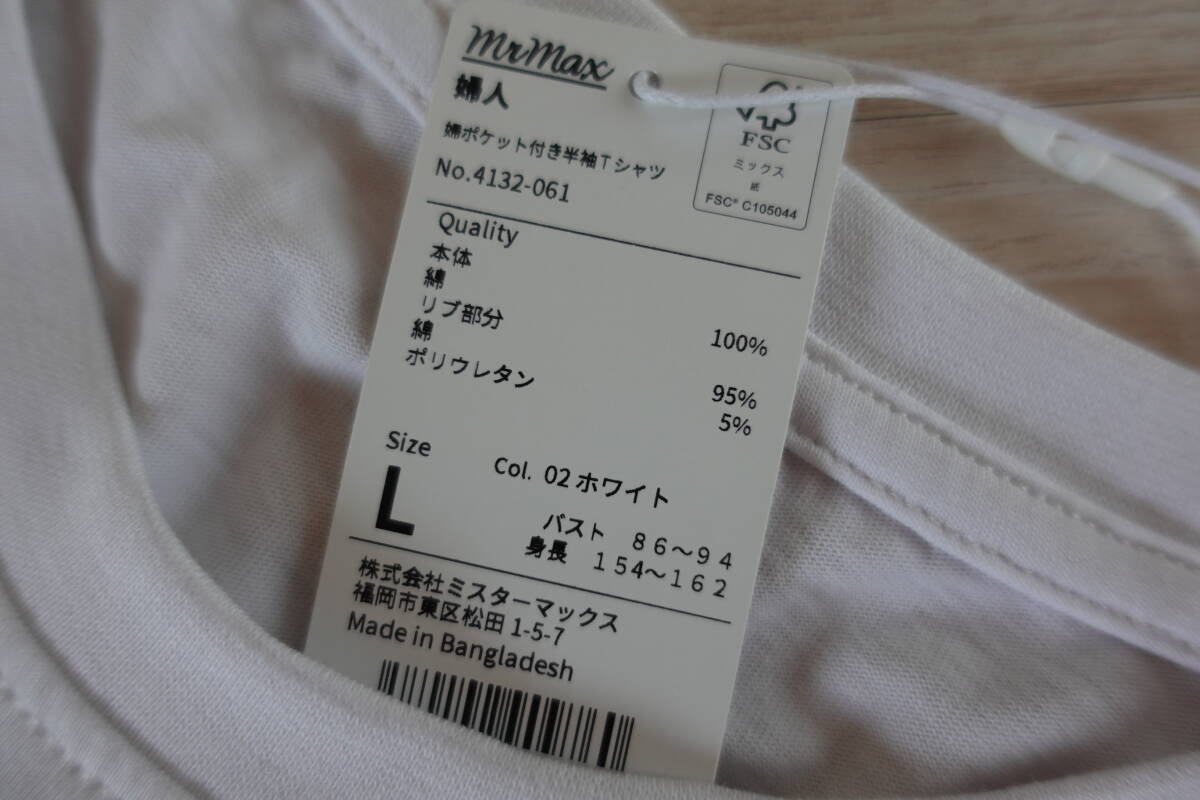 MrMax
婦人
婦ポケット付き半袖Tシャツ
No.4132-061
FSC
ミックス
紙
FSC® C105044
Quality
本体
綿 100%
リブ部分
綿 95%
ポリウレタン 5%
Size
L
Col. 02 ホワイト
バスト 86〜94
身長 154〜162
株式会社ミスターマックス
福岡市東区松田1-5-7
Made in Bangladesh